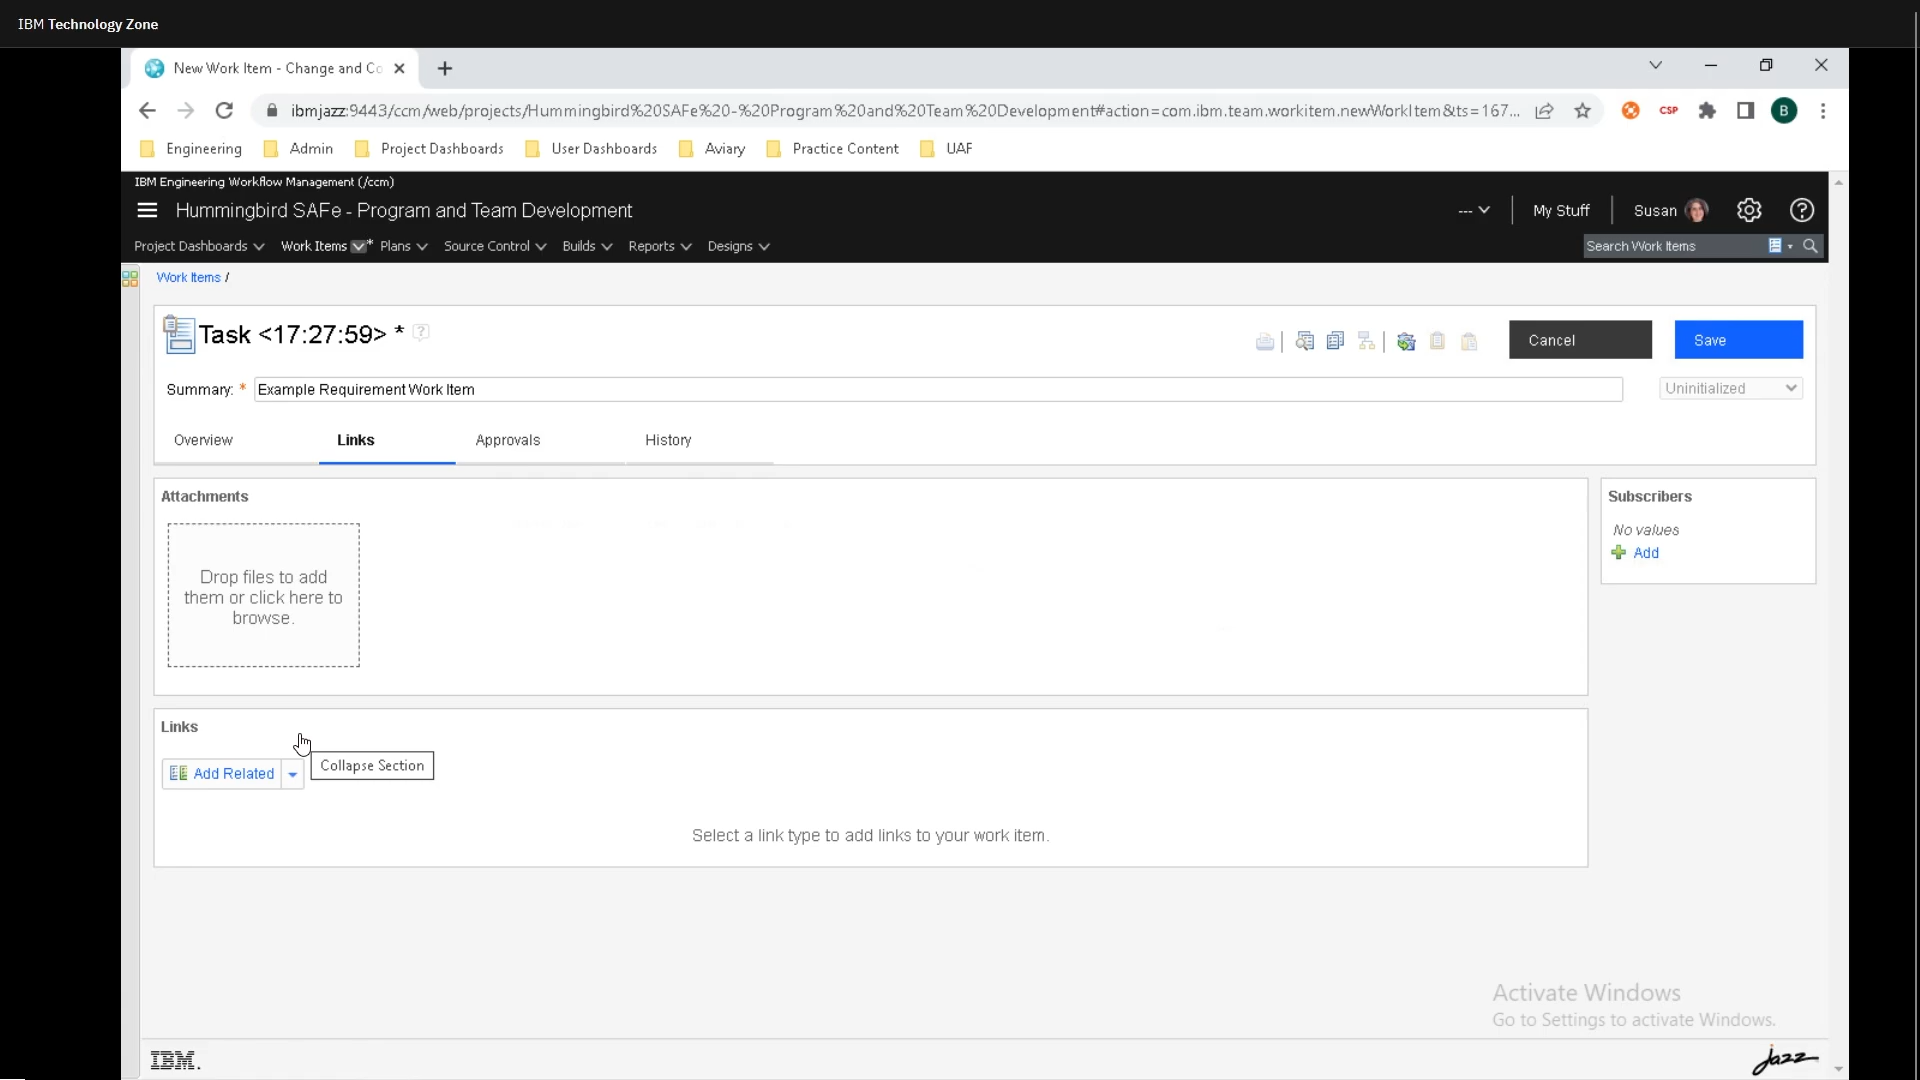 IBM Technology Zone
New Work Item - Change and Co
ibmjazz:9443/ccm/web/projects/Hummingbird%20SAFe%20-%20Program%20and%20Team%20Development#action=com.ibm.team.workitem.newWorkItem&ts=167...
CSP
B
Engineering
Admin
Project Dashboards
User Dashboards
Aviary
Practice Content
UAF
IBM Engineering Workflow Management (/ccm)
Hummingbird SAFe - Program and Team Development
---
My Stuff
Susan
Project Dashboards
Work Items *
Plans
Source Control
Builds
Reports
Designs
Search Work Items
Work Items /
Task <17:27:59> *
?
Cancel
Save
Summary: *
Example Requirement Work Item
Uninitialized
Overview
Links
Approvals
History
Attachments
Drop files to add
them or click here to
browse.
Subscribers
No values
Add
Links
Add Related
Collapse Section
Select a link type to add links to your work item.
Activate Windows
Go to Settings to activate Windows.
IBM.
jazz